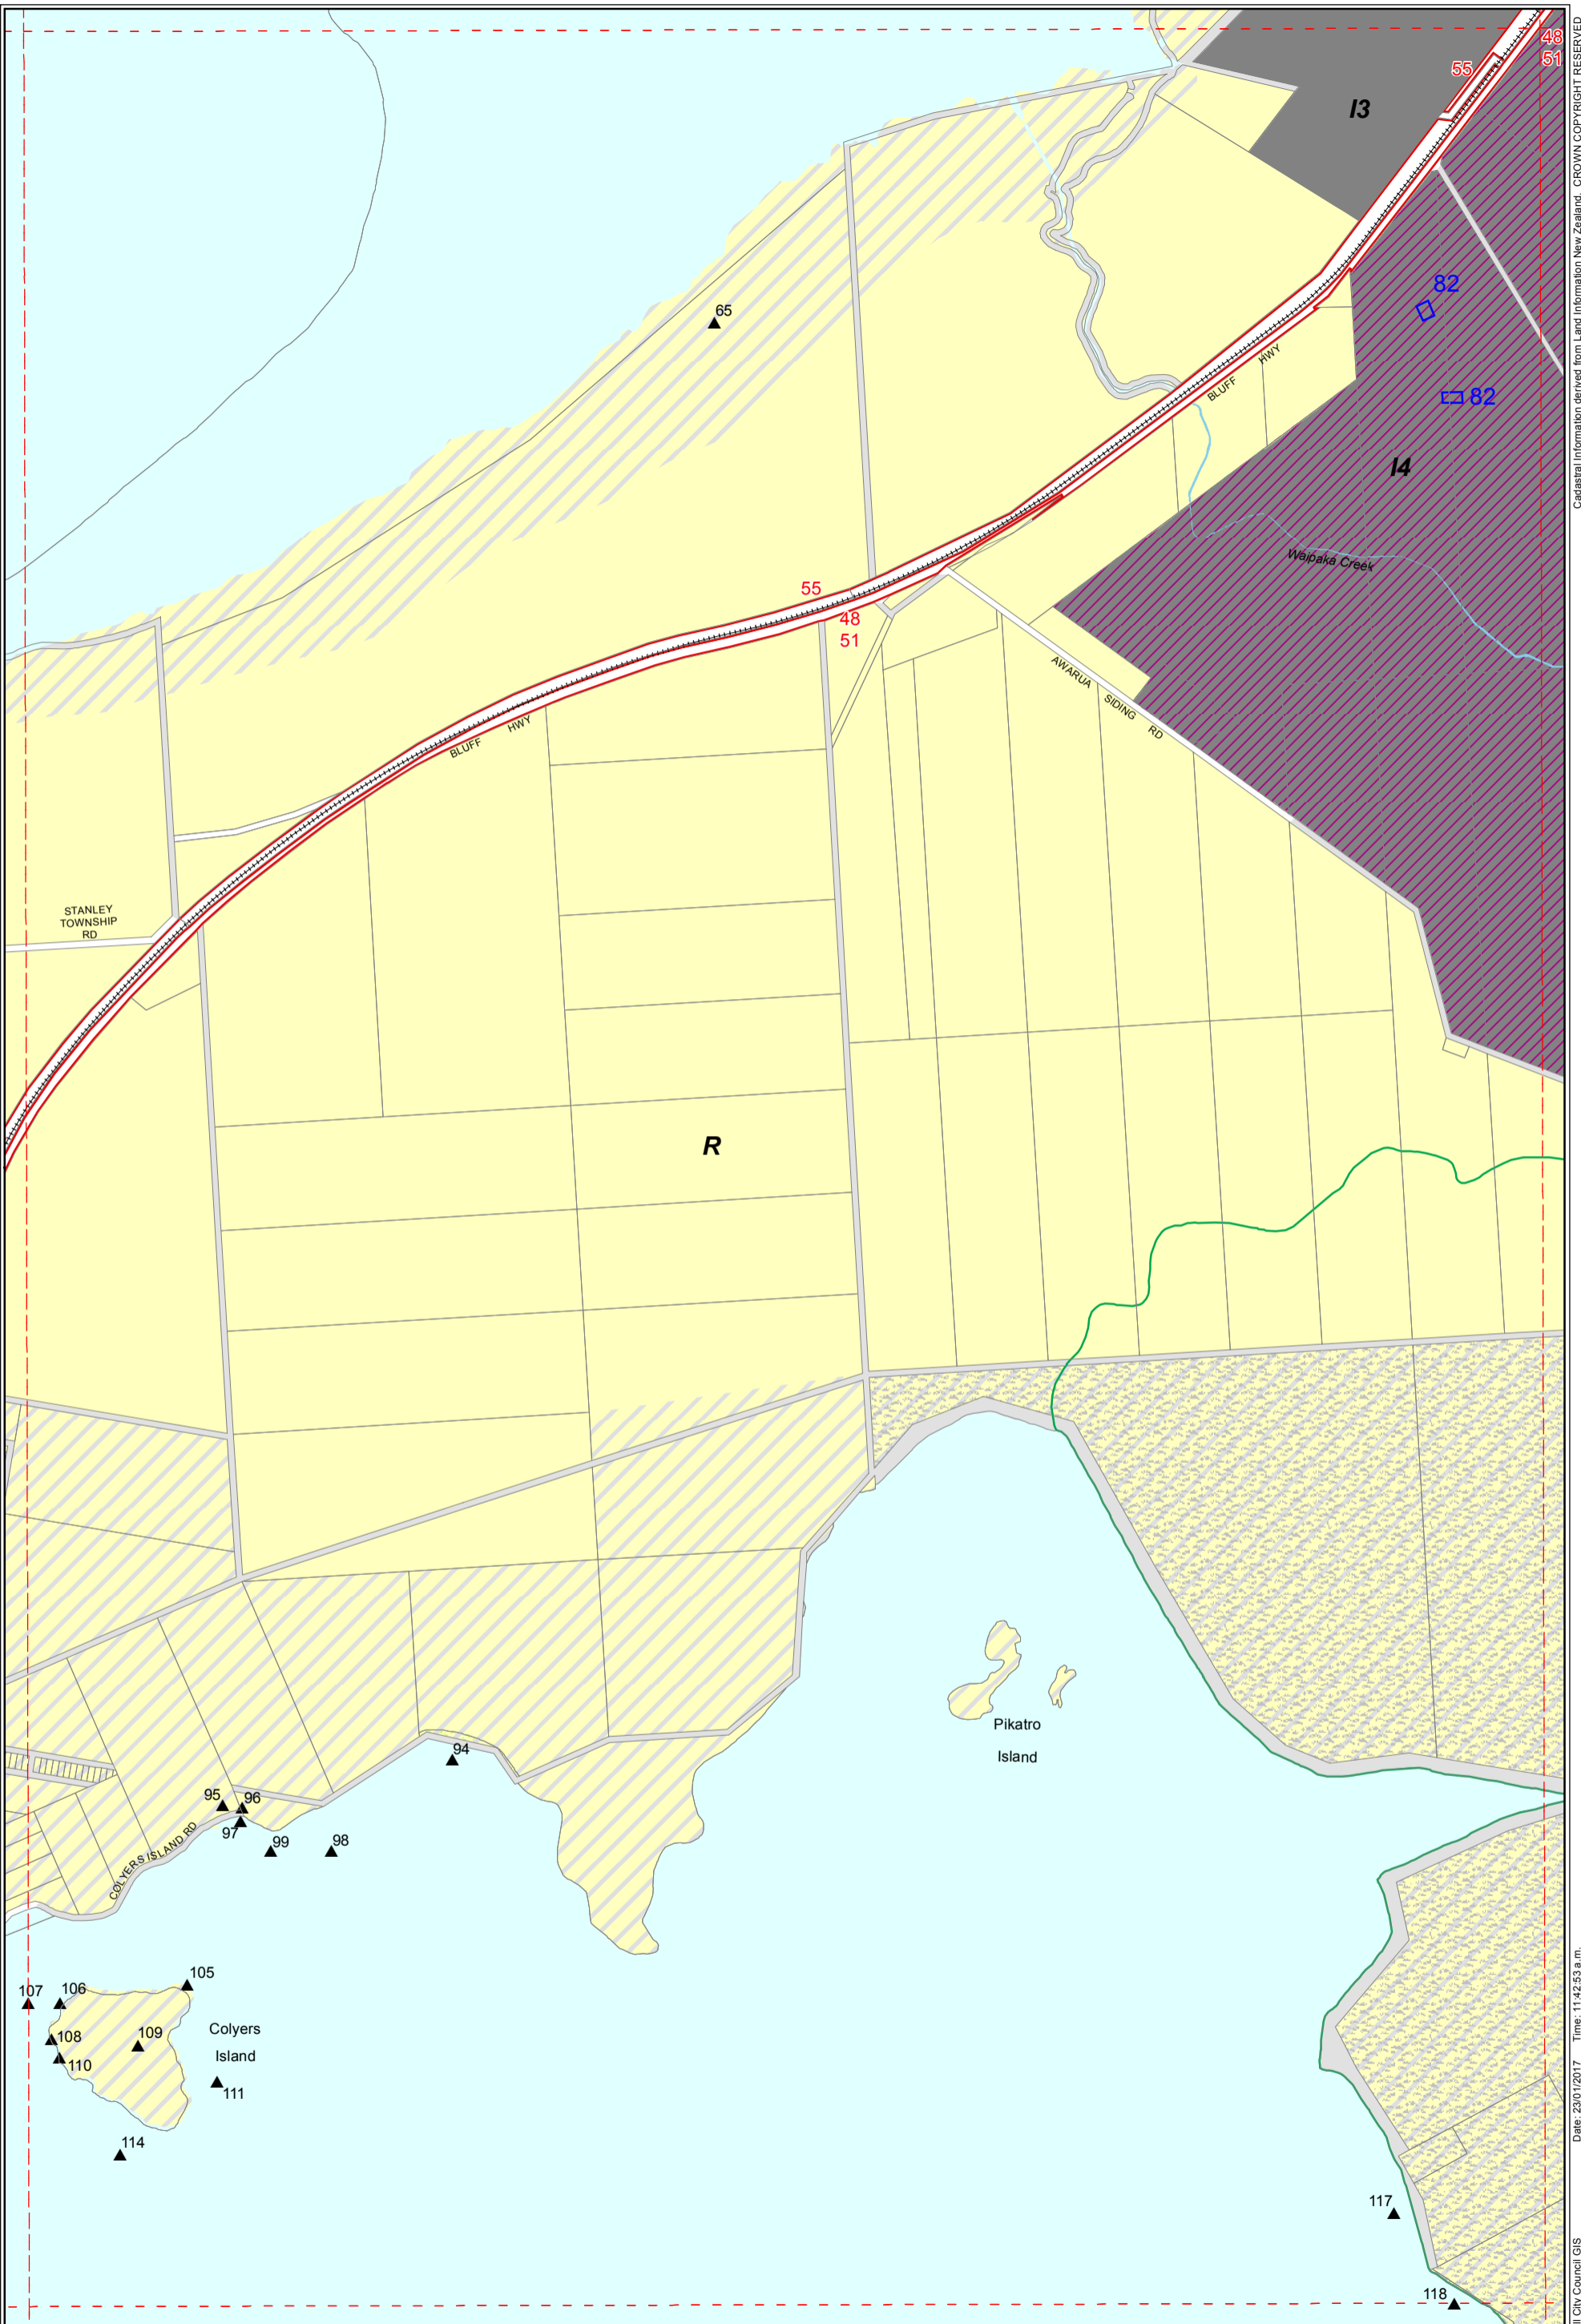 48
51
55
I3
82
65
BLUFF HWY
82
I4
Waipaka Creek
55
48
51
AWARUA SIDING RD
BLUFF HWY
STANLEY
TOWNSHIP
RD
R
Pikatro
Island
94
95
96
97
99
98
COLYERS ISLAND RD
105
107
106
108
109
110
Colyers
Island
111
114
117
118
Cadastral Information derived from Land Information New Zealand. CROWN COPYRIGHT RESERVED
Date: 23/01/2017 Time: 11:42:53 a.m.
City Council GIS